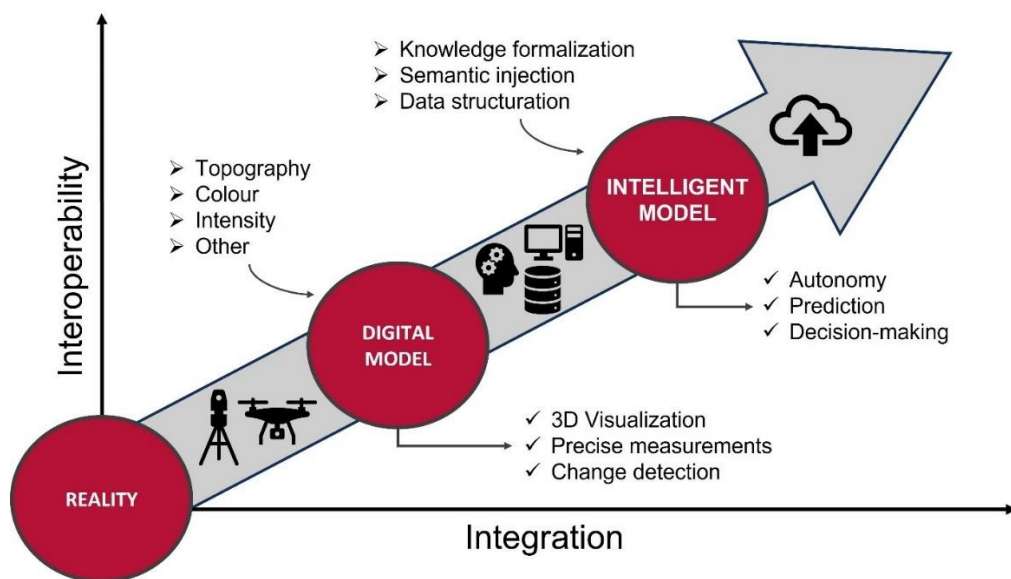 Knowledge formalization
Semantic injection
Data structuration
Topography
Colour
Intensity
Other
INTELLIGENT
MODEL
Interoperability
DIGITAL
MODEL
Autonomy
Prediction
Decision-making
3D Visualization
Precise measurements
Change detection
REALITY
Integration